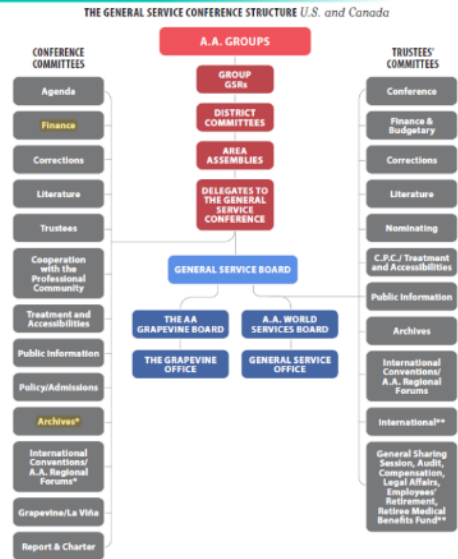 THE GENERAL SERVICE CONFERENCE STRUCTURE U.S. and Canada
CONFERENCE
COMMITTEES
Agenda
Finance
Corrections
Literature
Trustees
Cooperation
with the
Professional
Community
Treatment and
Accessibilities
Public Information
Policy/Admissions
Archives*
International
Conventions/
A.A. Regional
Forums*
Grapevine/La Viña
Report & Charter
A.A. GROUPS
GROUP
GSRs
DISTRICT
COMMITTEES
AREA
ASSEMBLIES
DELEGATES TO
THE GENERAL
SERVICE
CONFERENCE
GENERAL SERVICE BOARD
THE AA
GRAPEVINE BOARD
THE GRAPEVINE
OFFICE
A.A. WORLD
SERVICES BOARD
GENERAL SERVICE
OFFICE
TRUSTEES'
COMMITTEES
Conference
Finance &
Budgetary
Corrections
Literature
Nominating
C.P.C./ Treatment
and Accessibilities
Public Information
Archives
International
Conventions/
A.A. Regional
Forums
International**
General Sharing
Session, Audit,
Compensation,
Legal Affairs,
Employees'
Retirement,
Retiree Medical
Benefits Fund**